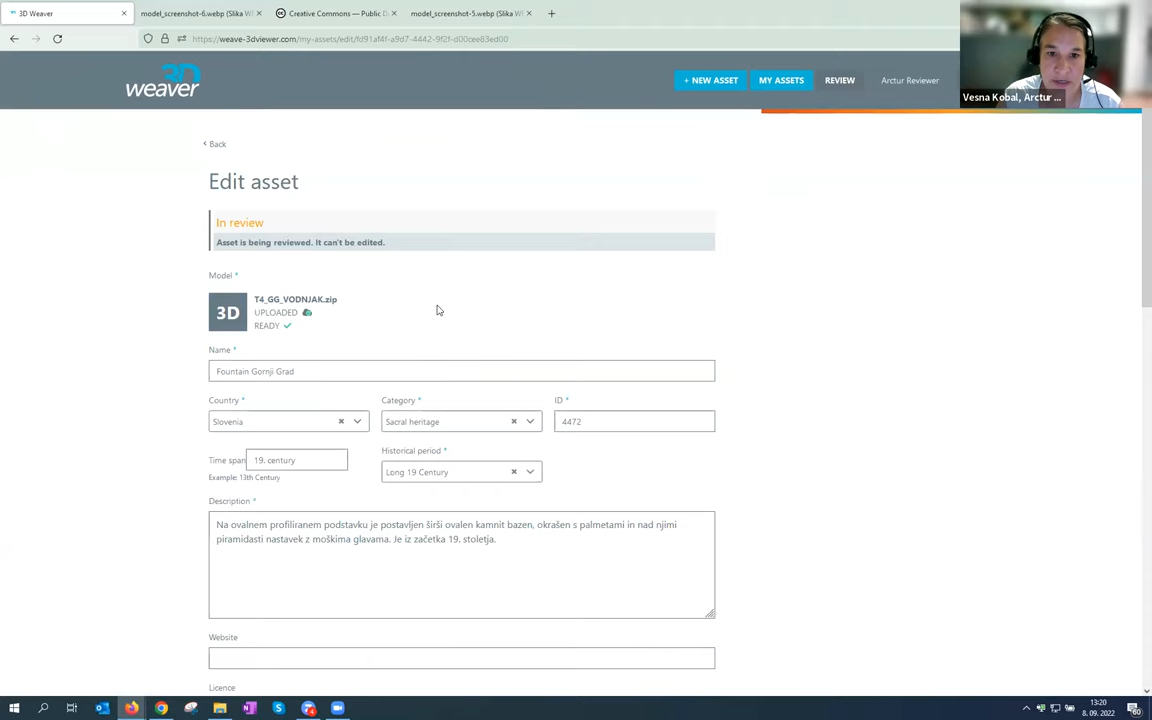 3D Weaver
model_screenshot-6.webp (Slika W
Creative Commons — Public D
model_screenshot-5.webp (Slika W
https://weave-3dviewer.com/my-assets/edit/fd91af4f-a9d7-4442-9f2f-d00cee83ed00
3D
weaver
+ NEW ASSET
MY ASSETS
REVIEW
Arctur Reviewer
Vesna Kobal, Arctur ...
Back
Edit asset
In review
Asset is being reviewed. It can't be edited.
Model *
3D
T4_GG_VODNJAK.zip
UPLOADED
READY
Name *
Fountain Gornji Grad
Country *
Category *
ID *
Slovenia
Sacral heritage
4472
Historical period *
Time span
19. century
Long 19 Century
Example: 13th Century
Description *
Na ovalnem profiliranem podstavku je postavljen širši ovalen kamnit bazen, okrašen s palmetami in nad njimi
piramidasti nastavek z moškima glavama. Je iz začetka 19. stoletja.
Website
Licence
13:20
8. 09. 2022
60